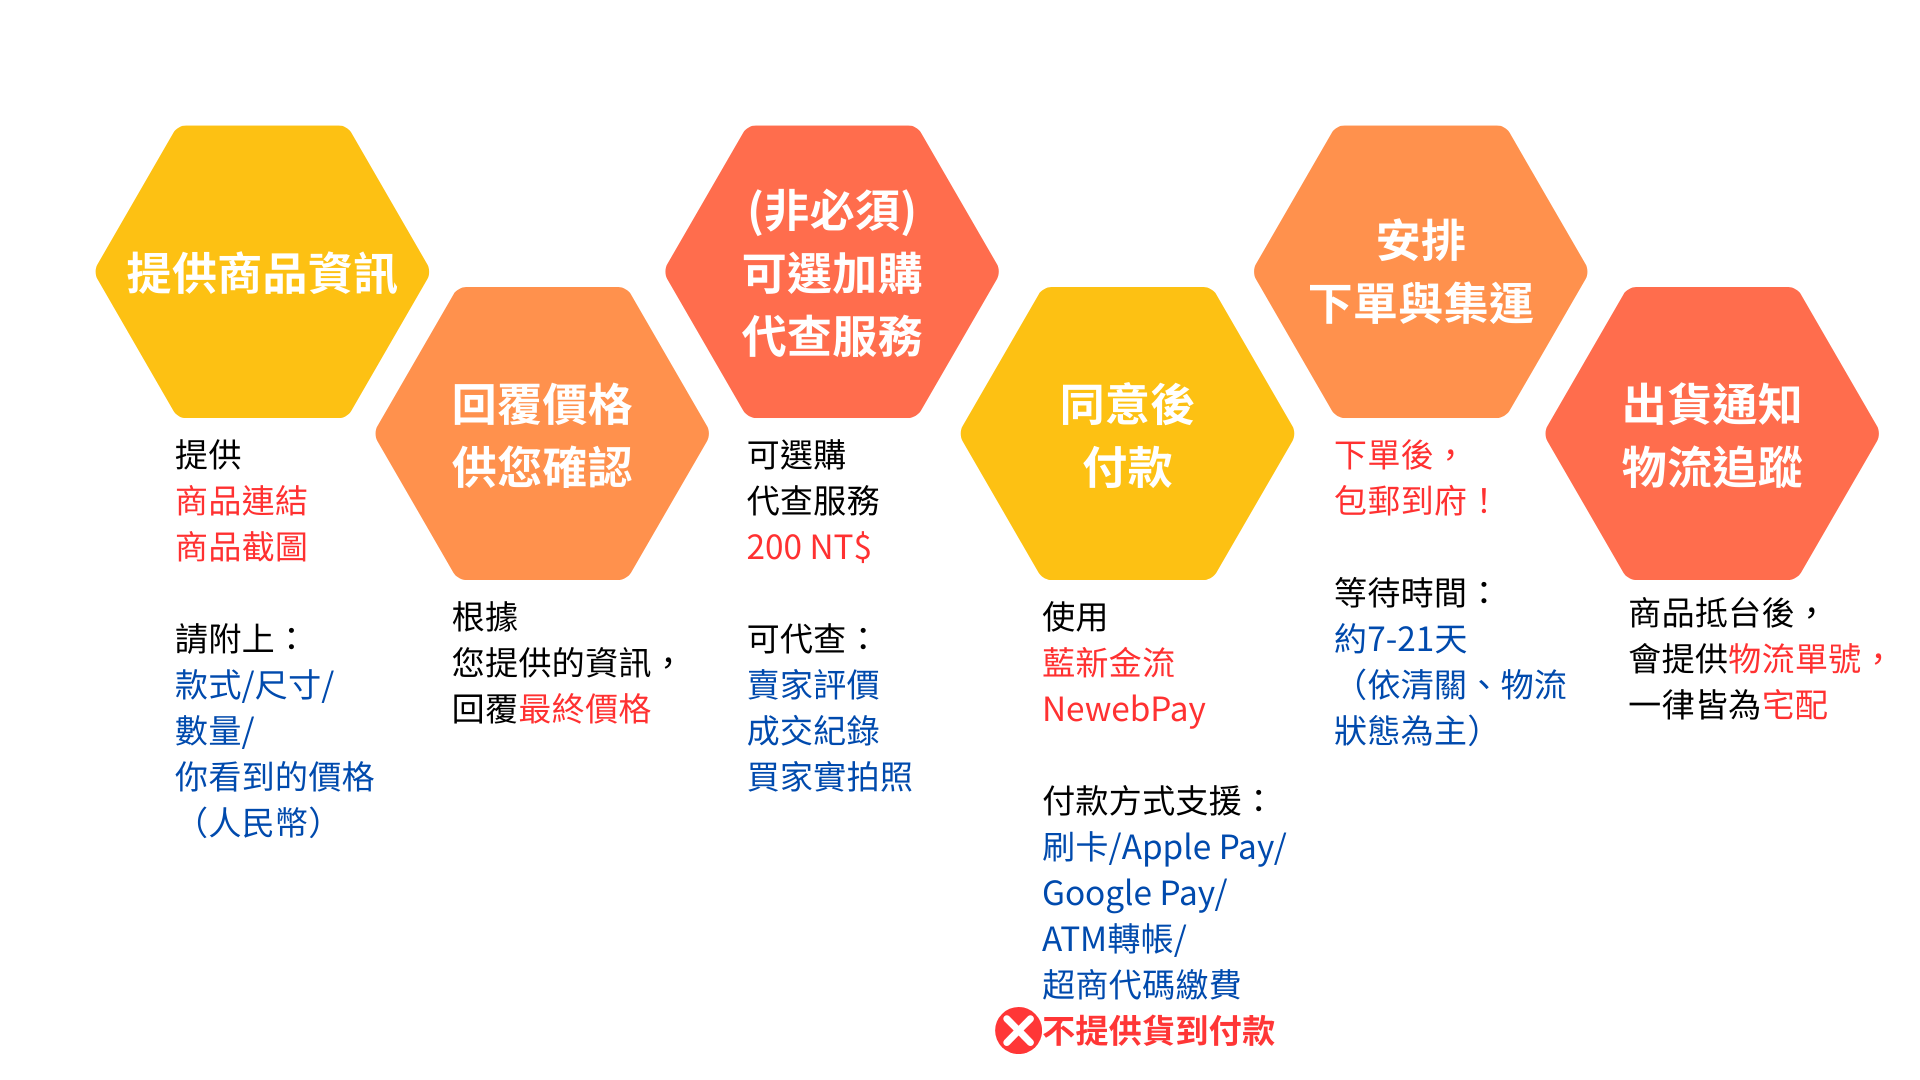 提供商品資訊
提供
商品連結
商品截圖
請附上：
款式/尺寸/
數量/
你看到的價格
（人民幣）
回覆價格
供您確認
根據
您提供的資訊，
回覆最終價格
(非必須)
可選加購
代查服務
可選購
代查服務
200 NT$
可代查：
賣家評價
成交紀錄
買家實拍照
同意後
付款
使用
藍新金流
NewebPay
付款方式支援：
刷卡/Apple Pay/
Google Pay/
ATM轉帳/
超商代碼繳費
不提供貨到付款
安排
下單與集運
下單後，
包郵到府！
等待時間：
約7-21天
（依清關、物流
狀態為主）
出貨通知
物流追蹤
商品抵台後，
會提供物流單號，
一律皆為宅配